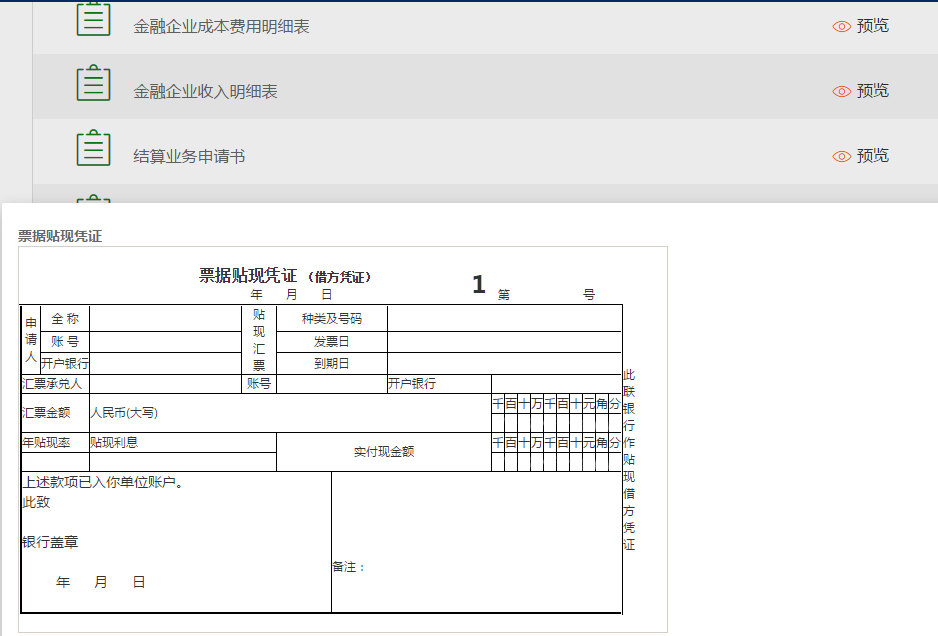 金融企业成本费用明细表 预览
金融企业收入明细表 预览
结算业务申请书 预览
票据贴现凭证
票据贴现凭证 （借方凭证）
年 月 日 1 第 号
申请人 全 称 贴现汇票 种类及号码
账 号 发票日
开户银行 到期日
汇票承兑人 账号 开户银行
汇票金额 人民币(大写) 千百十万千百十元角分
年贴现率 贴现利息 实付现金额 千百十万千百十元角分
上述款项已入你单位账户。
此致
银行盖章
年 月 日
备注：
此联银行作贴现借方凭证